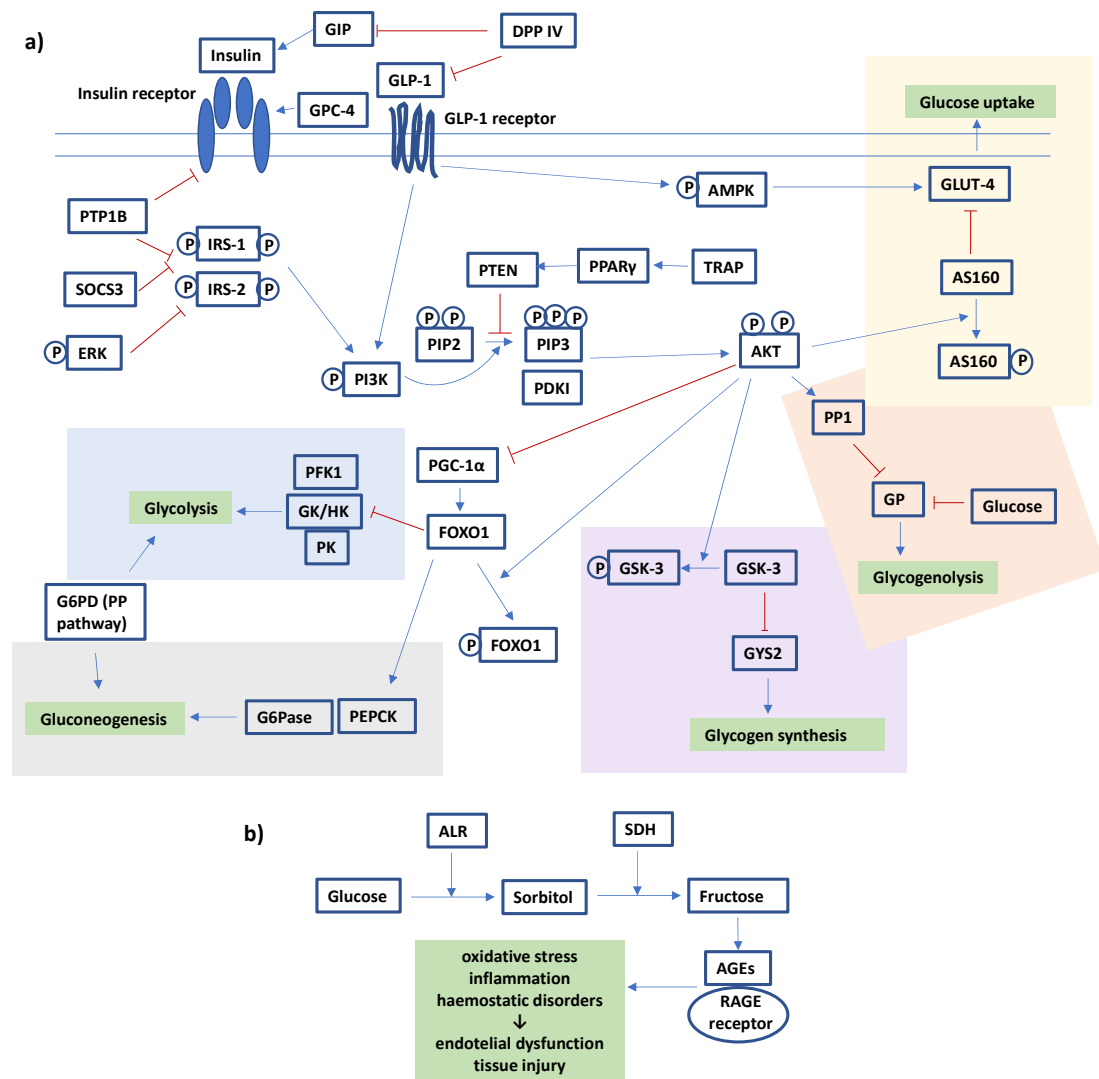 a)
GIP
DPP IV
Insulin
GLP-1
Insulin receptor
GPC-4
GLP-1 receptor
Glucose uptake
P
AMPK
GLUT-4
PTP1B
P
IRS-1
P
SOCS3
P
IRS-2
P
PTEN
PPARγ
TRAP
AS160
P
ERK
P P
PIP2
P P P
PIP3
P P
AKT
AS160
P
P
PI3K
PDKI
PP1
PGC-1α
PFK1
Glycolysis
GK/HK
PK
FOXO1
GP
Glucose
P
GSK-3
GSK-3
Glycogenolysis
G6PD (PP
pathway)
P
FOXO1
GYS2
Gluconeogenesis
G6Pase
PEPCK
Glycogen synthesis
b)
ALR
SDH
Glucose
Sorbitol
Fructose
AGEs
RAGE
receptor
oxidative stress
inflammation
haemostatic disorders
↓
endotelial dysfunction
tissue injury